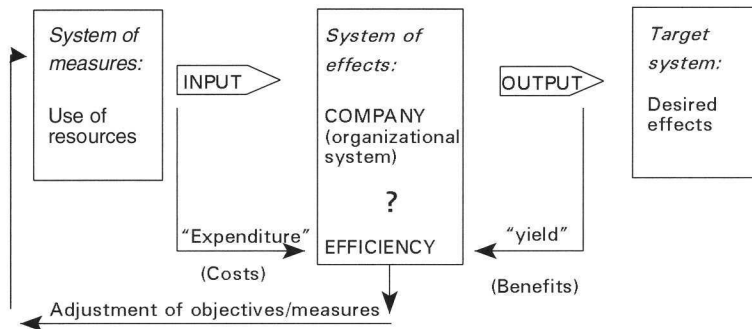 System of
measures:
Use of
resources
INPUT
System of
effects:
COMPANY
(organizational
system)
?
EFFICIENCY
OUTPUT
Target
system:
Desired
effects
“Expenditure”
(Costs)
“yield”
(Benefits)
Adjustment of objectives/measures